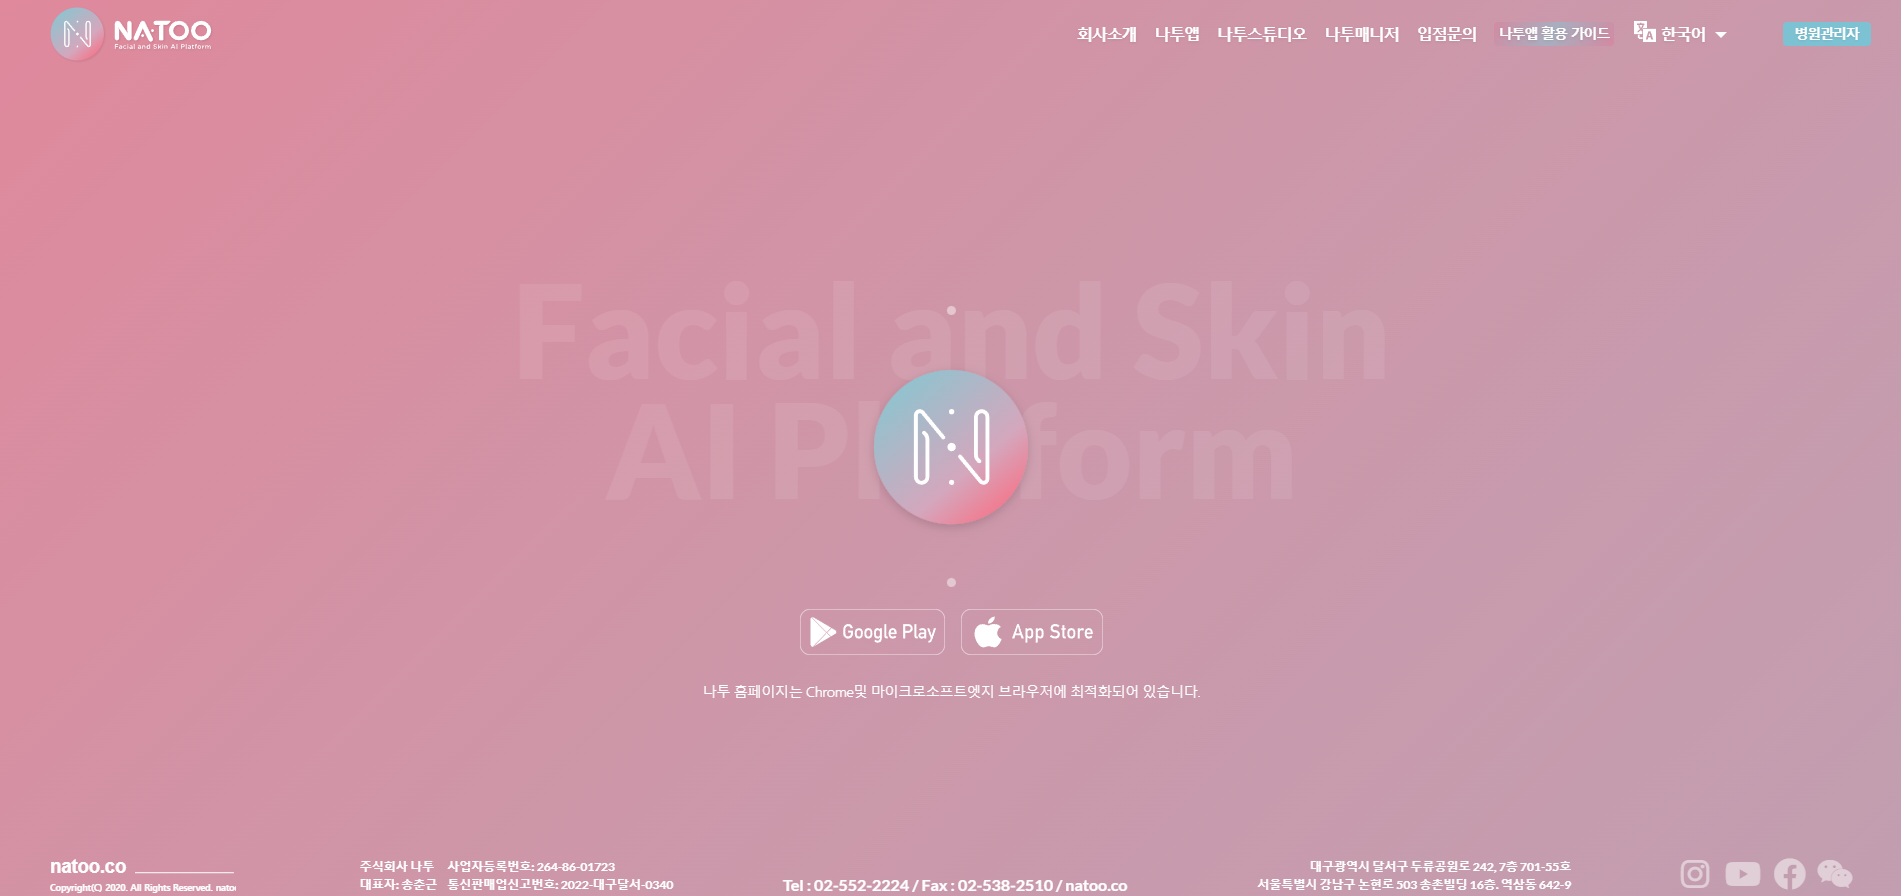 NATOO
Facial and Skin AI Platform
회사소개 나투앱 나투스튜디오 나투매니저 입점문의 나투앱 활용 가이드 한국어 병원관리자
Facial and Skin
AI Pl form
Google Play App Store
나투 홈페이지는 Chrome및 마이크로소프트엣지 브라우저에 최적화되어 있습니다.
natoo.co
Copyright(C) 2020. All Rights Reserved. natoo
주식회사 나투 사업자등록번호: 264-86-01723
대표자: 송춘근 통신판매업신고번호: 2022-대구달서-0340
Tel : 02-552-2224 / Fax : 02-538-2510 / natoo.co
대구광역시 달서구 두류공원로 242, 7층 701-55호
서울특별시 강남구 논현로 503 송촌빌딩 16층. 역삼동 642-9